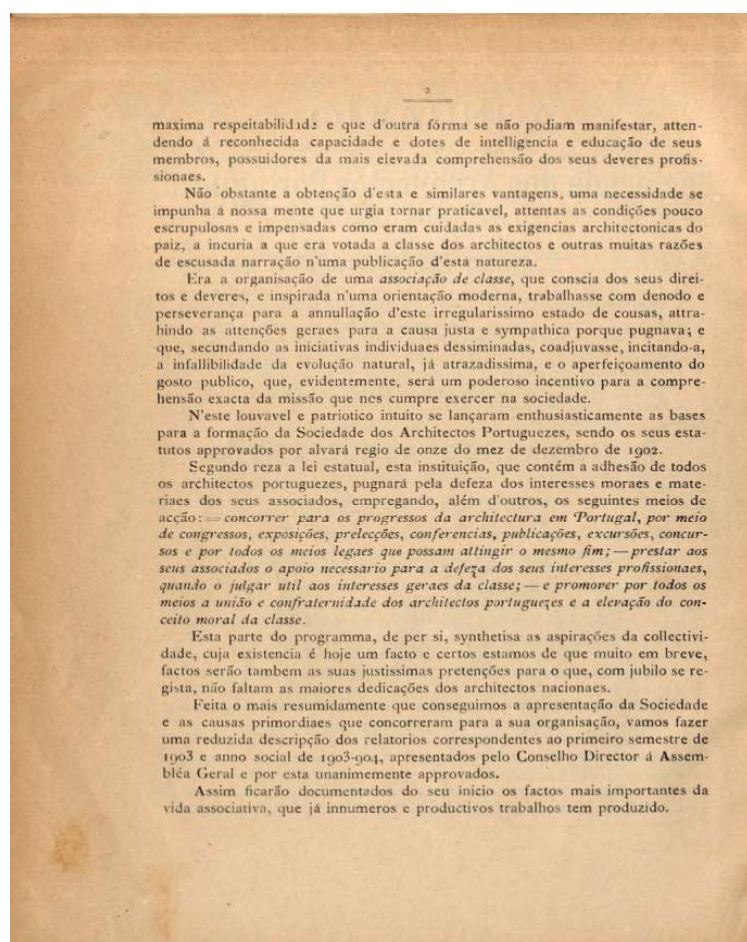 2
maxima respeitabilidade e que d'outra fórma se não podiam manifestar, atten-
dendo á reconhecida capacidade e dotes de intelligencia e educação de seus
membros, possuidores da mais elevada comprehensão dos seus deveres profis-
sionaes.
Não obstante a obtenção d'esta e similares vantagens, uma necessidade se
impunha á nossa mente que urgia tornar praticavel, attentas as condições pouco
escrupulosas e impensadas como eram cuidadas as exigencias architectonicas do
paiz, a incuria a que era votada a classe dos architectos e outras muitas razões
de escusada narração n'uma publicação d'esta natureza.
Era a organisação de uma associação de classe, que conscia dos seus direi-
tos e deveres, e inspirada n'uma orientação moderna, trabalhasse com denodo e
perseverança para a annullação d'este irregularissimo estado de cousas, attra-
hindo as attenções geraes para a causa justa e sympathica porque pugnava; e
que, secundando as iniciativas individuaes dessiminadas, coadjuvasse, incitando-a,
a infallibilidade da evolução natural, já atrazadissima, e o aperfeiçoamento do
gosto publico, que, evidentemente, será um poderoso incentivo para a compre-
hensão exacta da missão que nos cumpre exercer na sociedade.
N'este louvavel e patriotico intuito se lançaram enthusiasticamente as bases
para a formação da Sociedade dos Architectos Portuguezes, sendo os seus esta-
tutos approvados por alvará regio de onze do mez de dezembro de 1902.
Segundo reza a lei estatual, esta instituição, que contém a adhesão de todos
os architectos portuguezes, pugnará pela defeza dos interesses moraes e mate-
riaes dos seus associados, empregando, além d'outros, os seguintes meios de
acção: = concorrer para os progressos da architectura em Portugal, por meio
de congressos, exposições, prelecções, conferencias, publicações, excursões, concur-
sos e por todos os meios legaes que possam attingir o mesmo fim; — prestar aos
seus associados o apoio necessario para a defeza dos seus interesses profissionaes,
quando o julgar util aos interesses geraes da classe; — e promover por todos os
meios a união e confraternidade dos architectos portuguezes e a elevação do con-
ceito moral da classe.
Esta parte do programma, de per si, synthetisa as aspirações da collectivi-
dade, cuja existencia é hoje um facto e certos estamos de que muito em breve,
factos serão tambem as suas justissimas pretenções para o que, com jubilo se re-
gista, não faltam as maiores dedicações dos architectos nacionaes.
Feita o mais resumidamente que conseguimos a apresentação da Sociedade
e as causas primordiaes que concorreram para a sua organisação, vamos fazer
uma reduzida descripção dos relatorios correspondentes ao primeiro semestre de
1903 e anno social de 1903-904, apresentados pelo Conselho Director á Assem-
bléa Geral e por esta unanimemente approvados.
Assim ficarão documentados do seu inicio os factos mais importantes da
vida associativa, que já innumeros e productivos trabalhos tem produzido.